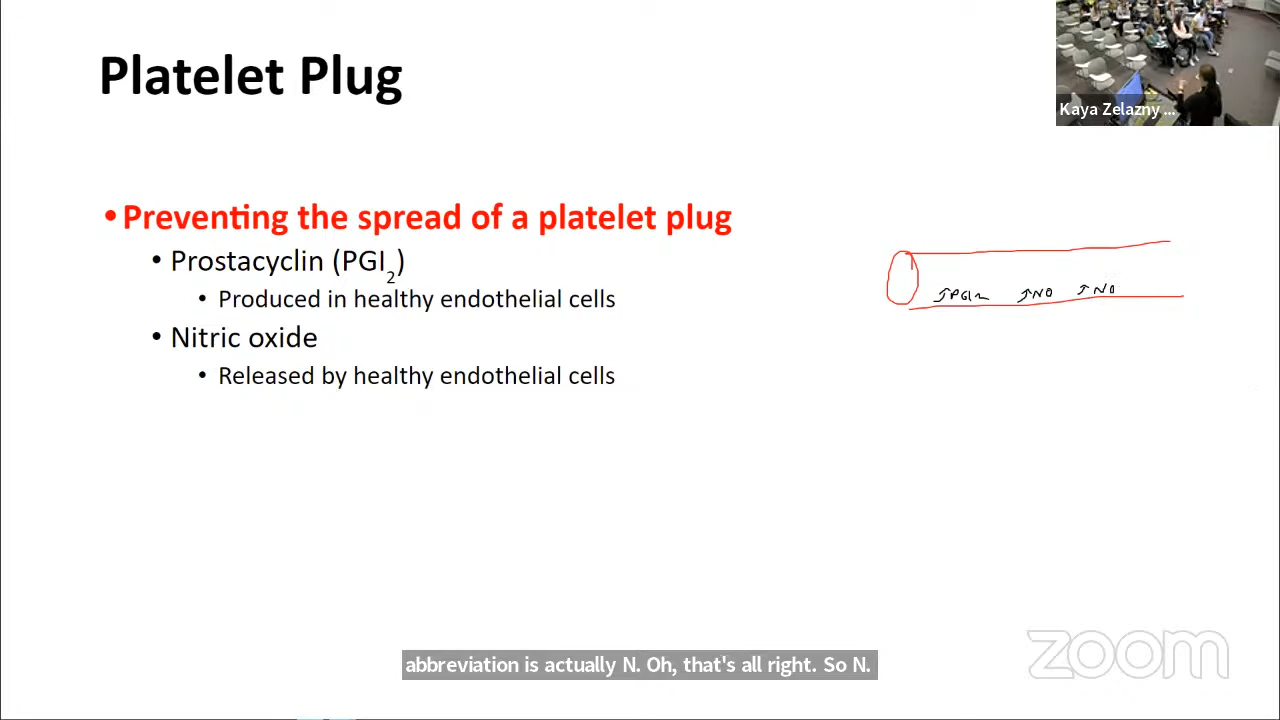 Platelet Plug
Kaya Zelazny ...
• Preventing the spread of a platelet plug
• Prostacyclin (PGI₂)
• Produced in healthy endothelial cells
• Nitric oxide
• Released by healthy endothelial cells
↑PGI₂ ↑NO ↑NO
zoom
abbreviation is actually N. Oh, that's all right. So N.